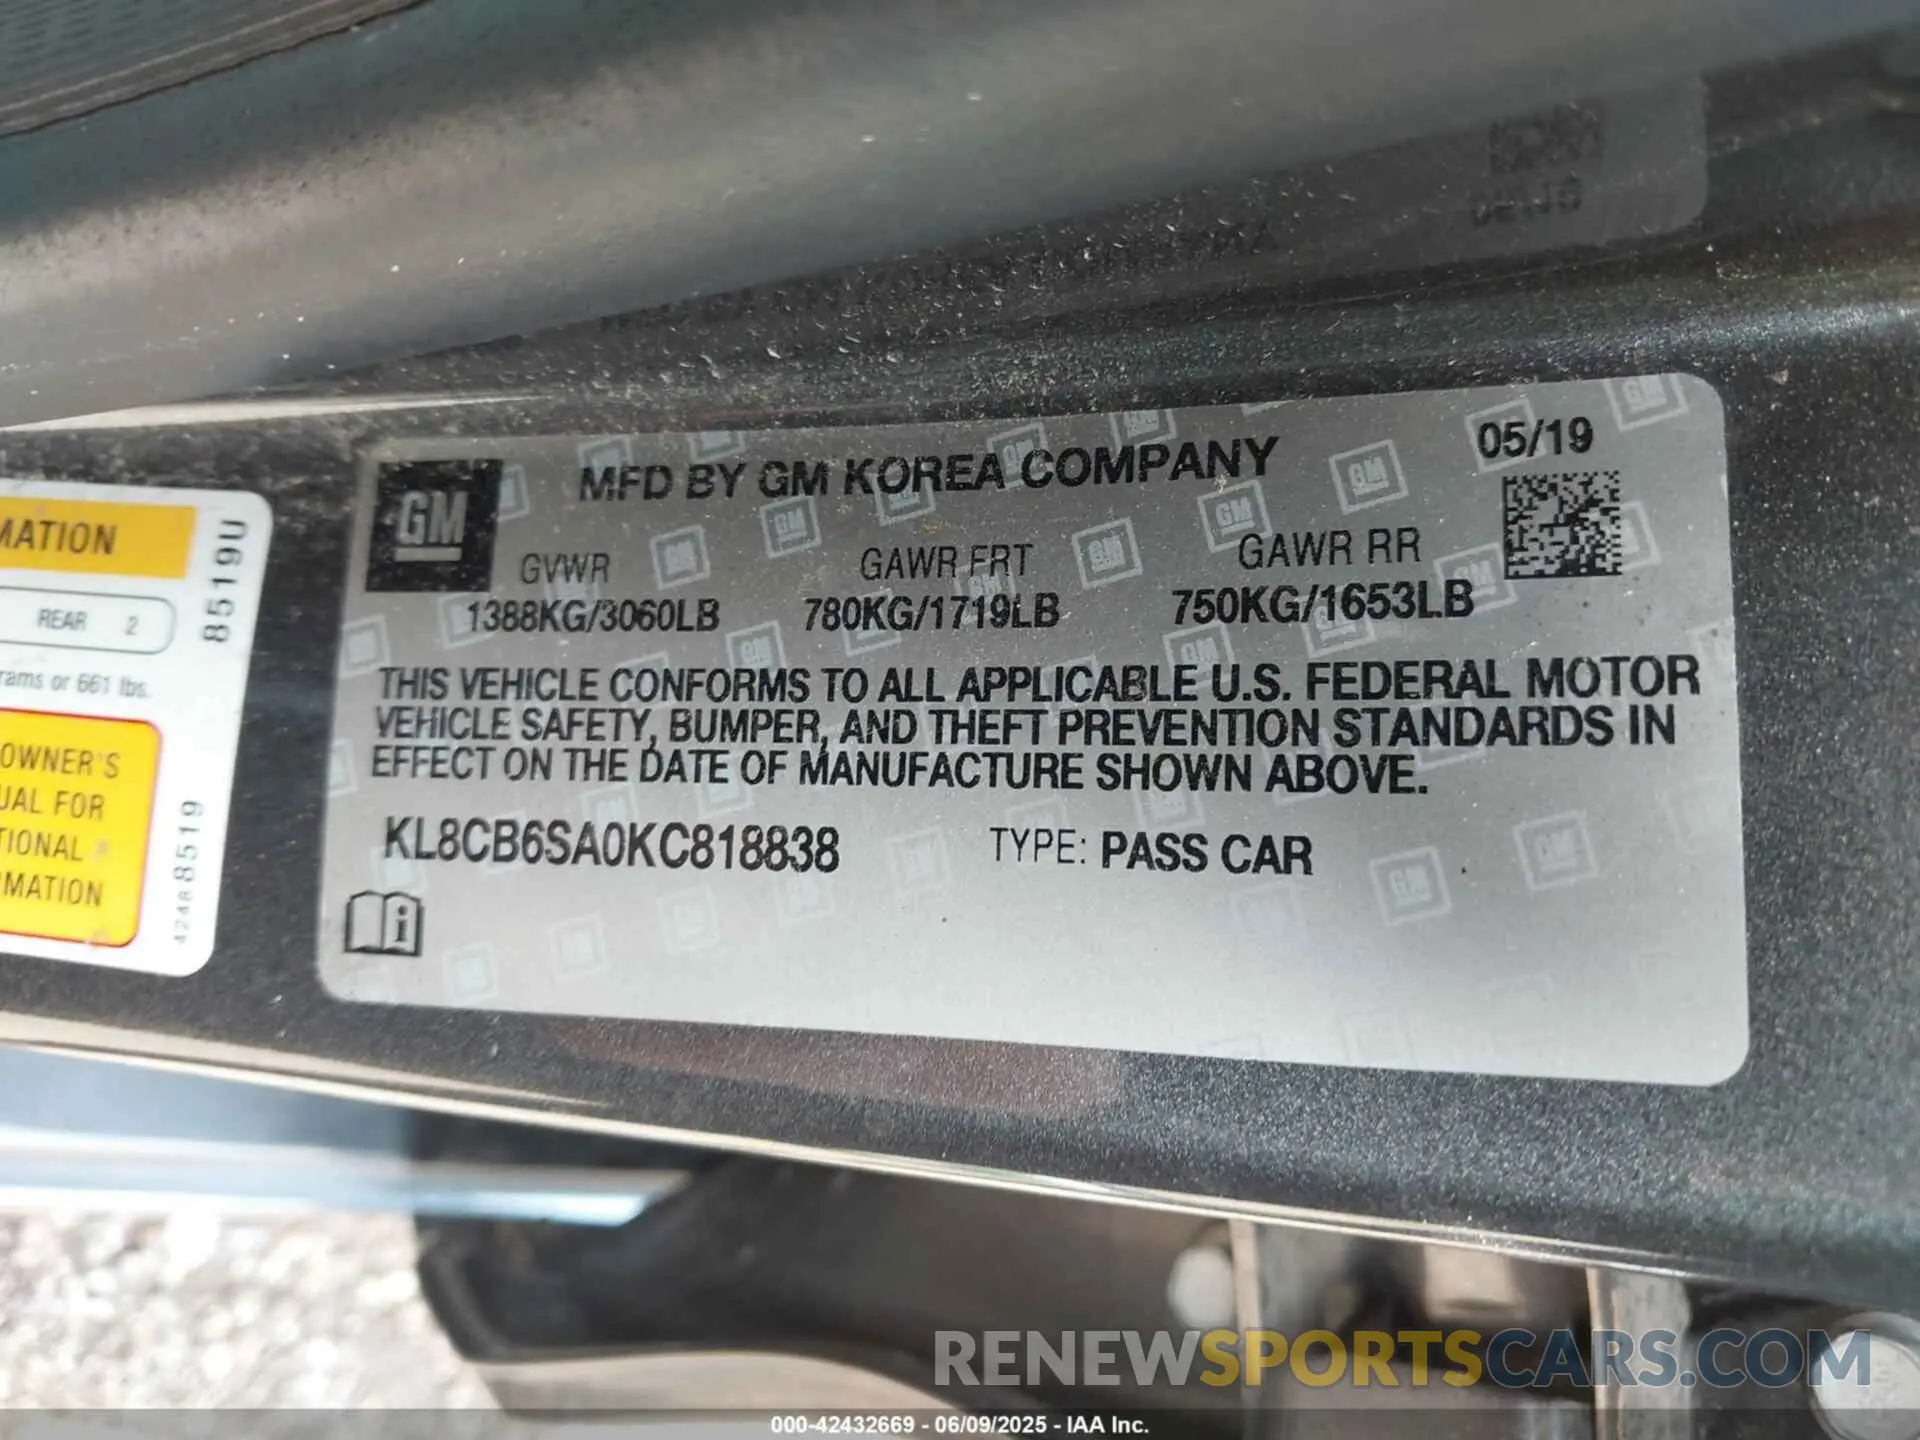 MATION
REAR 2
rams or 661 lbs.
OWNER'S
UAL FOR
TIONAL
MATION
8519U
42488519
GM
MFD BY GM KOREA COMPANY
05/19
GVWR
GAWR FRT
GAWR RR
1388KG/3060LB
780KG/1719LB
750KG/1653LB
THIS VEHICLE CONFORMS TO ALL APPLICABLE U.S. FEDERAL MOTOR
VEHICLE SAFETY, BUMPER, AND THEFT PREVENTION STANDARDS IN
EFFECT ON THE DATE OF MANUFACTURE SHOWN ABOVE.
KL8CB6SA0KC818838
TYPE: PASS CAR
RENEWSPORTSCARS.COM
000-42432669 - 06/09/2025 - IAA Inc.